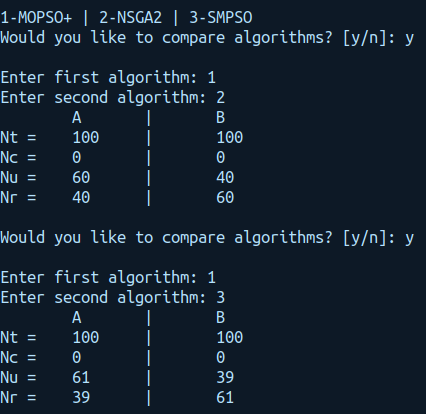 1-MOPSO+ | 2-NSGA2 | 3-SMPSO
Would you like to compare algorithms? [y/n]: y
Enter first algorithm: 1
Enter second algorithm: 2
A | B
Nt = 100 | 100
Nc = 0 | 0
Nu = 60 | 40
Nr = 40 | 60
Would you like to compare algorithms? [y/n]: y
Enter first algorithm: 1
Enter second algorithm: 3
A | B
Nt = 100 | 100
Nc = 0 | 0
Nu = 61 | 39
Nr = 39 | 61